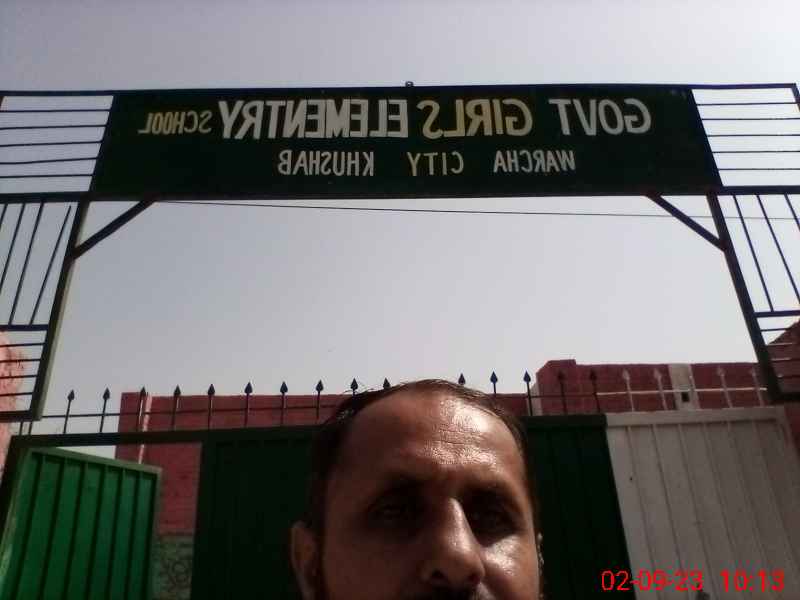 GOVT GIRLS ELEMENTRY SCHOOL
WARCHA CITY KHUSHAB
02-09-23 10:13